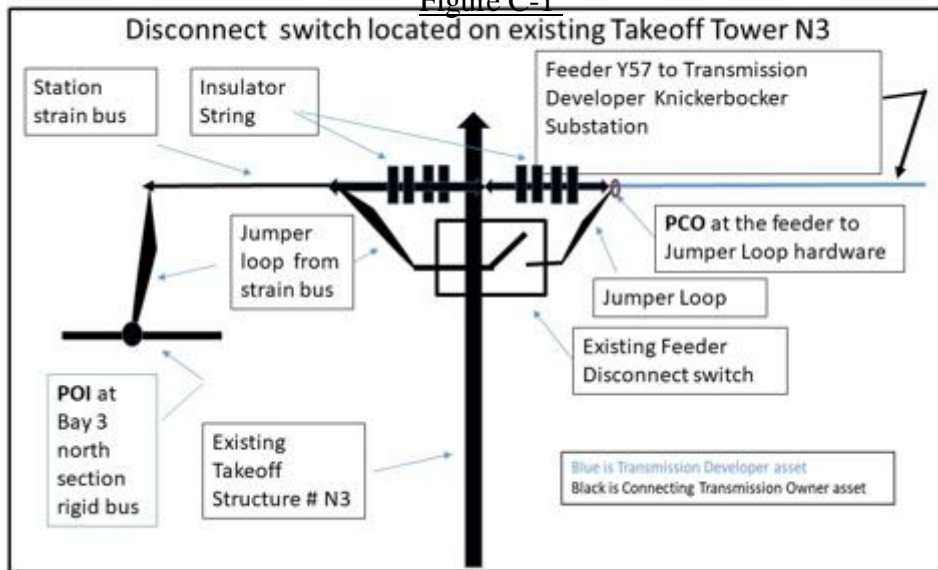 Figure C-1
Disconnect switch located on existing Takeoff Tower N3
Station
strain bus
Insulator
String
Feeder Y57 to Transmission
Developer Knickerbocker
Substation
Jumper
loop from
strain bus
PCO at the feeder to
Jumper Loop hardware
Jumper Loop
Existing Feeder
Disconnect switch
POI at
Bay 3
north
section
rigid bus
Existing
Takeoff
Structure # N3
Blue is Transmission Developer asset
Black is Connecting Transmission Owner asset